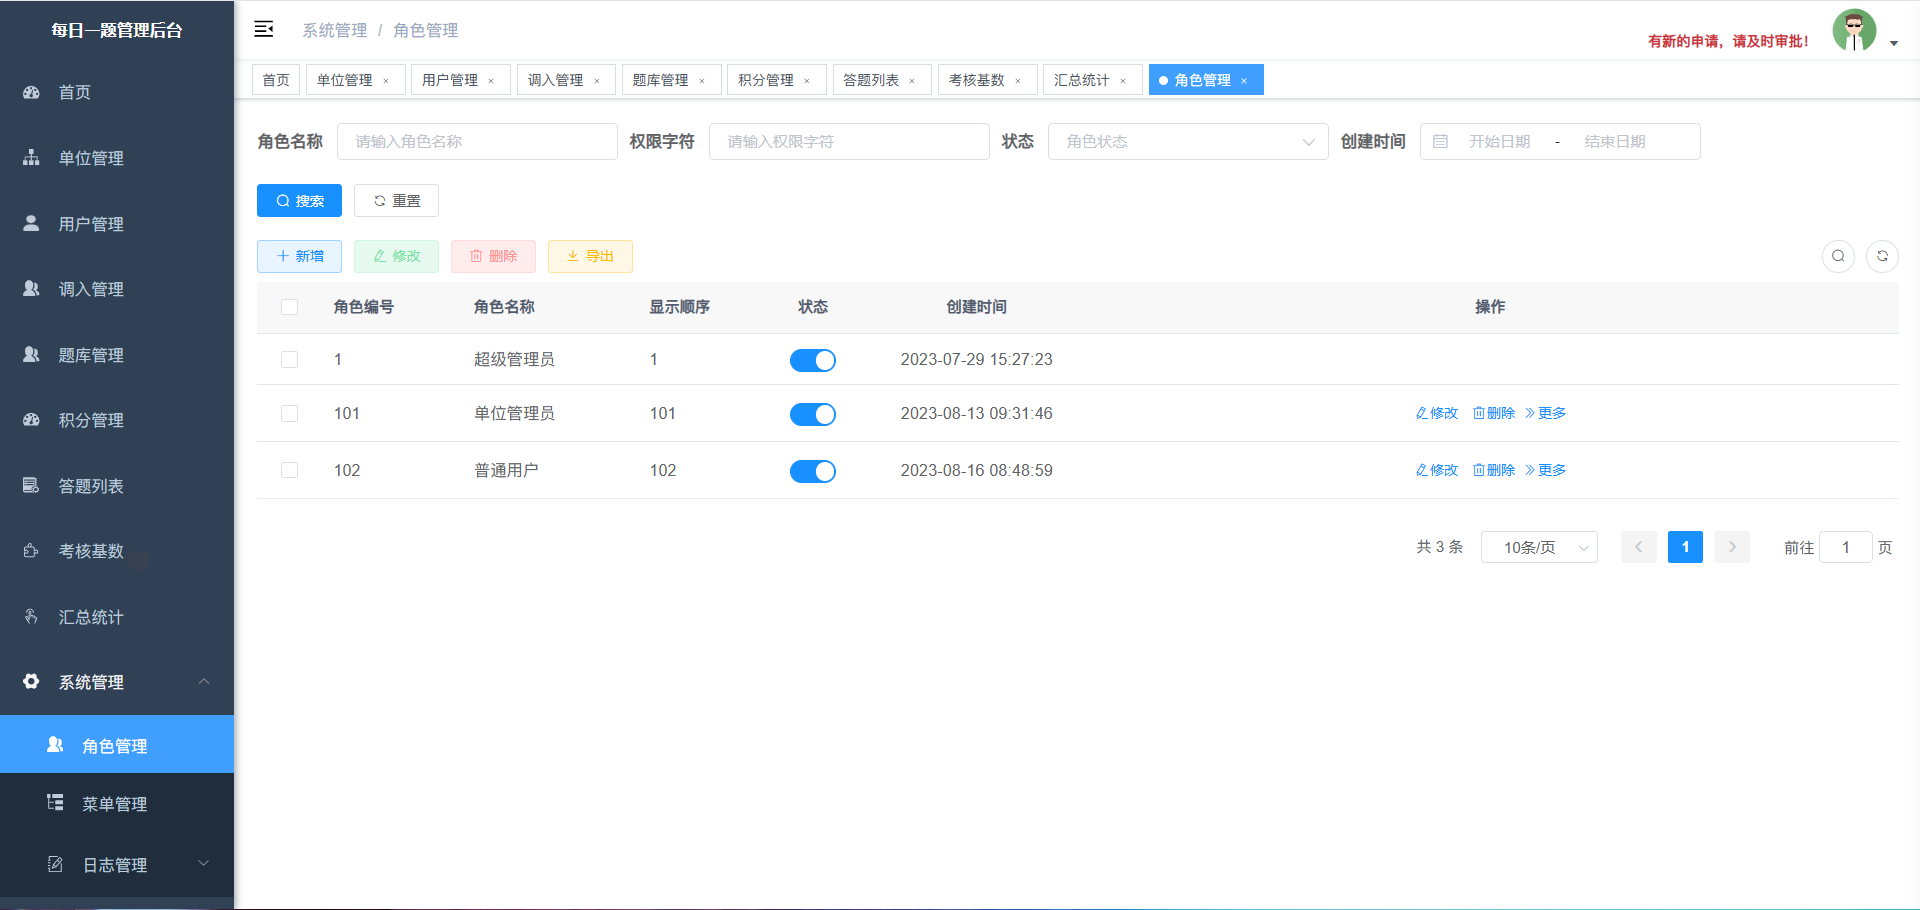 每日一题管理后台
首页
单位管理
用户管理
调入管理
题库管理
积分管理
答题列表
考核基数
汇总统计
系统管理
角色管理
菜单管理
日志管理
系统管理 / 角色管理
有新的申请，请及时审批！
首页 单位管理 × 用户管理 × 调入管理 × 题库管理 × 积分管理 × 答题列表 × 考核基数 × 汇总统计 × 角色管理 ×
角色名称 请输入角色名称 权限字符 请输入权限字符 状态 角色状态 创建时间 开始日期 - 结束日期
搜索 重置
新增 修改 删除 导出
角色编号 角色名称 显示顺序 状态 创建时间 操作
1 超级管理员 1 2023-07-29 15:27:23
101 单位管理员 101 2023-08-13 09:31:46 修改 删除 更多
102 普通用户 102 2023-08-16 08:48:59 修改 删除 更多
共 3 条 10条/页 1 前往 1 页